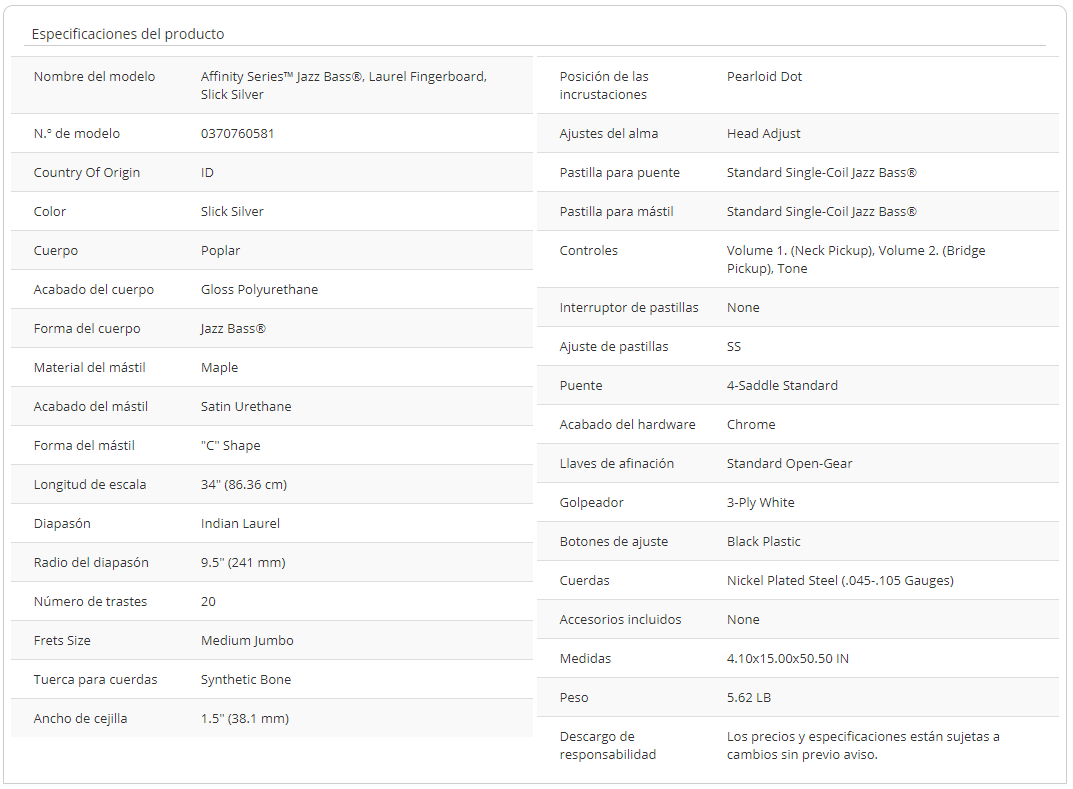 Especificaciones del producto
Nombre del modelo
Affinity Series™ Jazz Bass®, Laurel Fingerboard,
Slick Silver
N.º de modelo
0370760581
Country Of Origin
ID
Color
Slick Silver
Cuerpo
Poplar
Acabado del cuerpo
Gloss Polyurethane
Forma del cuerpo
Jazz Bass®
Material del mástil
Maple
Acabado del mástil
Satin Urethane
Forma del mástil
"C" Shape
Longitud de escala
34" (86.36 cm)
Diapasón
Indian Laurel
Radio del diapasón
9.5" (241 mm)
Número de trastes
20
Frets Size
Medium Jumbo
Tuerca para cuerdas
Synthetic Bone
Ancho de cejilla
1.5" (38.1 mm)
Posición de las
incrustaciones
Pearloid Dot
Ajustes del alma
Head Adjust
Pastilla para puente
Standard Single-Coil Jazz Bass®
Pastilla para mástil
Standard Single-Coil Jazz Bass®
Controles
Volume 1. (Neck Pickup), Volume 2. (Bridge
Pickup), Tone
Interruptor de pastillas
None
Ajuste de pastillas
SS
Puente
4-Saddle Standard
Acabado del hardware
Chrome
Llaves de afinación
Standard Open-Gear
Golpeador
3-Ply White
Botones de ajuste
Black Plastic
Cuerdas
Nickel Plated Steel (.045-.105 Gauges)
Accesorios incluidos
None
Medidas
4.10x15.00x50.50 IN
Peso
5.62 LB
Descargo de
responsabilidad
Los precios y especificaciones están sujetas a
cambios sin previo aviso.